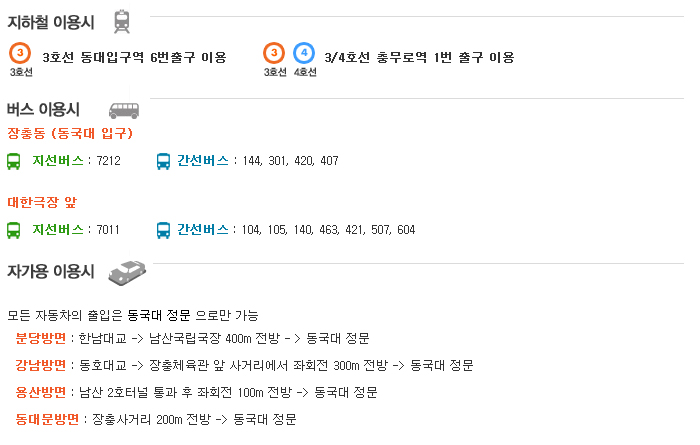 지하철 이용시
3 3호선 3호선 동대입구역 6번출구 이용 3 3호선 4 4호선 3/4호선 충무로역 1번 출구 이용
버스 이용시
장충동 (동국대 입구)
지선버스 : 7212 간선버스 : 144, 301, 420, 407
대한극장 앞
지선버스 : 7011 간선버스 : 104, 105, 140, 463, 421, 507, 604
자가용 이용시
모든 자동차의 출입은 동국대 정문 으로만 가능
분당방면 : 한남대교 -> 남산국립국장 400m 전방 - > 동국대 정문
강남방면 : 동호대교 -> 장충체육관 앞 사거리에서 좌회전 300m 전방 -> 동국대 정문
용산방면 : 남산 2호터널 통과 후 좌회전 100m 전방 -> 동국대 정문
동대문방면 : 장충사거리 200m 전방 -> 동국대 정문